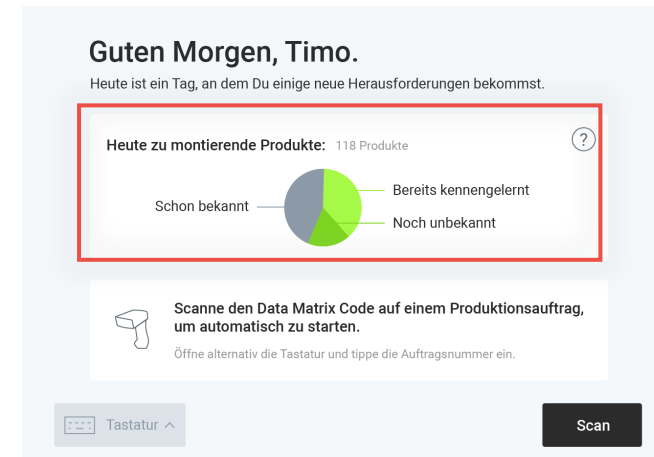 Guten Morgen, Timo.
Heute ist ein Tag, an dem Du einige neue Herausforderungen bekommst.
Heute zu montierende Produkte: 118 Produkte
?
Schon bekannt
Bereits kennengelernt
Noch unbekannt
Scanne den Data Matrix Code auf einem Produktionsauftrag,
um automatisch zu starten.
Öffne alternativ die Tastatur und tippe die Auftragsnummer ein.
Tastatur
Scan